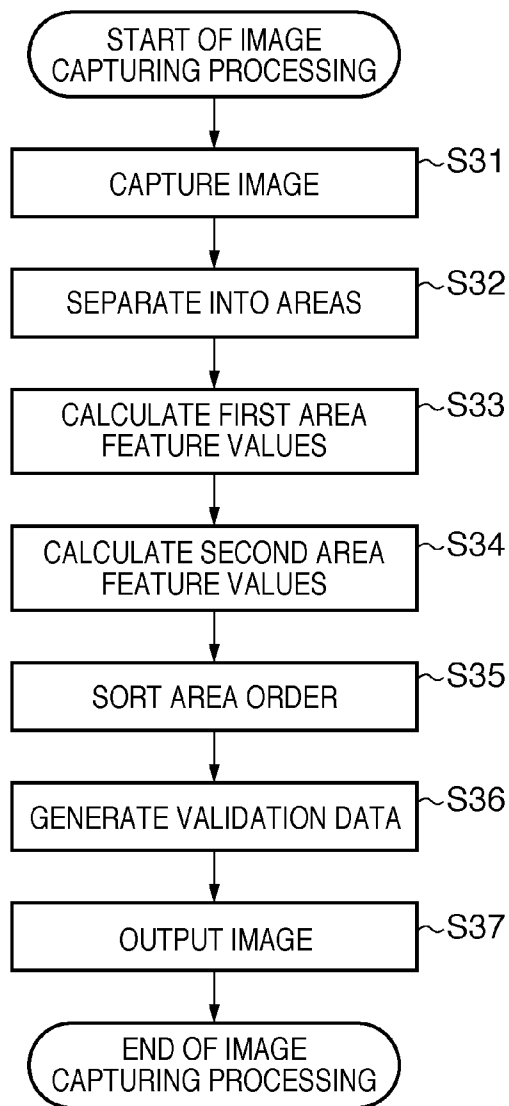 START OF IMAGE
CAPTURING PROCESSING
S31
CAPTURE IMAGE
S32
SEPARATE INTO AREAS
S33
CALCULATE FIRST AREA
FEATURE VALUES
S34
CALCULATE SECOND AREA
FEATURE VALUES
S35
SORT AREA ORDER
S36
GENERATE VALIDATION DATA
S37
OUTPUT IMAGE
END OF IMAGE
CAPTURING PROCESSING